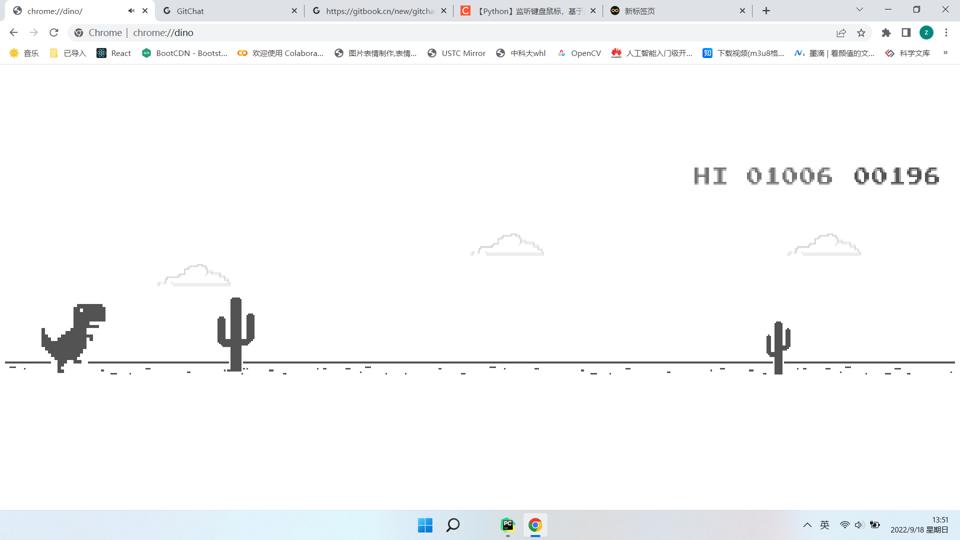 chrome://dino/
GitChat
https://gitbook.cn/new/gitcha
【Python】监听键盘鼠标，基于
新标签页
Chrome | chrome://dino
音乐
已导入
React
BootCDN - Bootst...
欢迎使用 Colabora...
图片表情制作,表情...
USTC Mirror
中科大whl
OpenCV
人工智能入门极开...
下载视频(m3u8格...
墨滴 | 看颜值的文...
科学文库
HI 01006 00196
英
13:51
2022/9/18 星期日